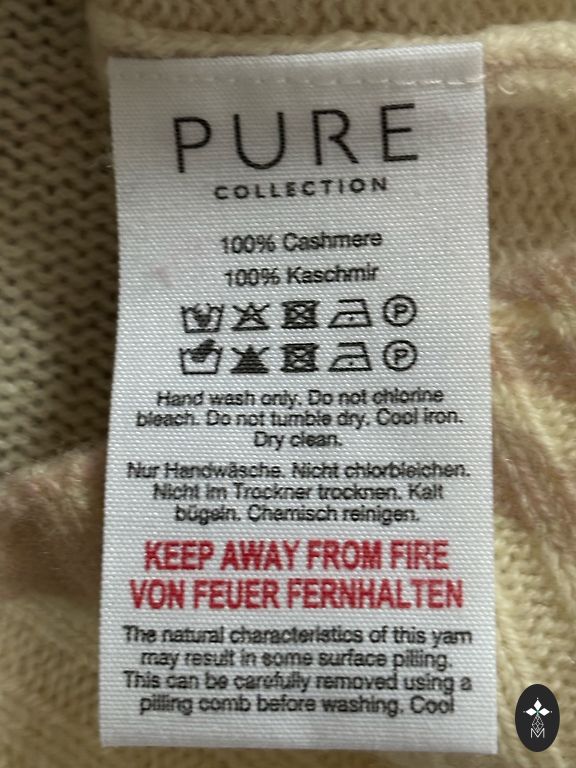 PURE
COLLECTION
100% Cashmere
100% Kaschmir
P
P
Hand wash only. Do not chlorine
bleach. Do not tumble dry. Cool iron.
Dry clean.
Nur Handwäsche. Nicht chlorbleichen.
Nicht im Trockner trocknen. Kalt
bügeln. Chemisch reinigen.
KEEP AWAY FROM FIRE
VON FEUER FERNHALTEN
The natural characteristics of this yarn
may result in some surface pilling.
This can be carefully removed using a
pilling comb before washing. Cool
M